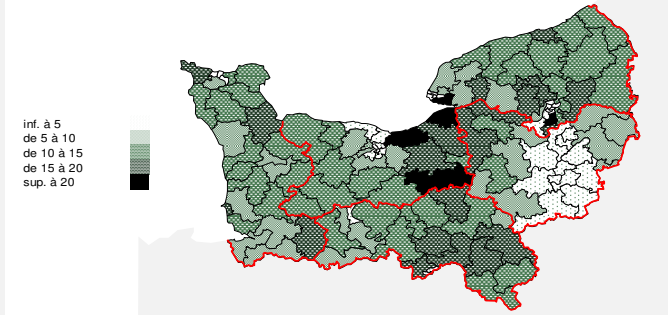 inf. à 5
de 5 à 10
de 10 à 15
de 15 à 20
sup. à 20